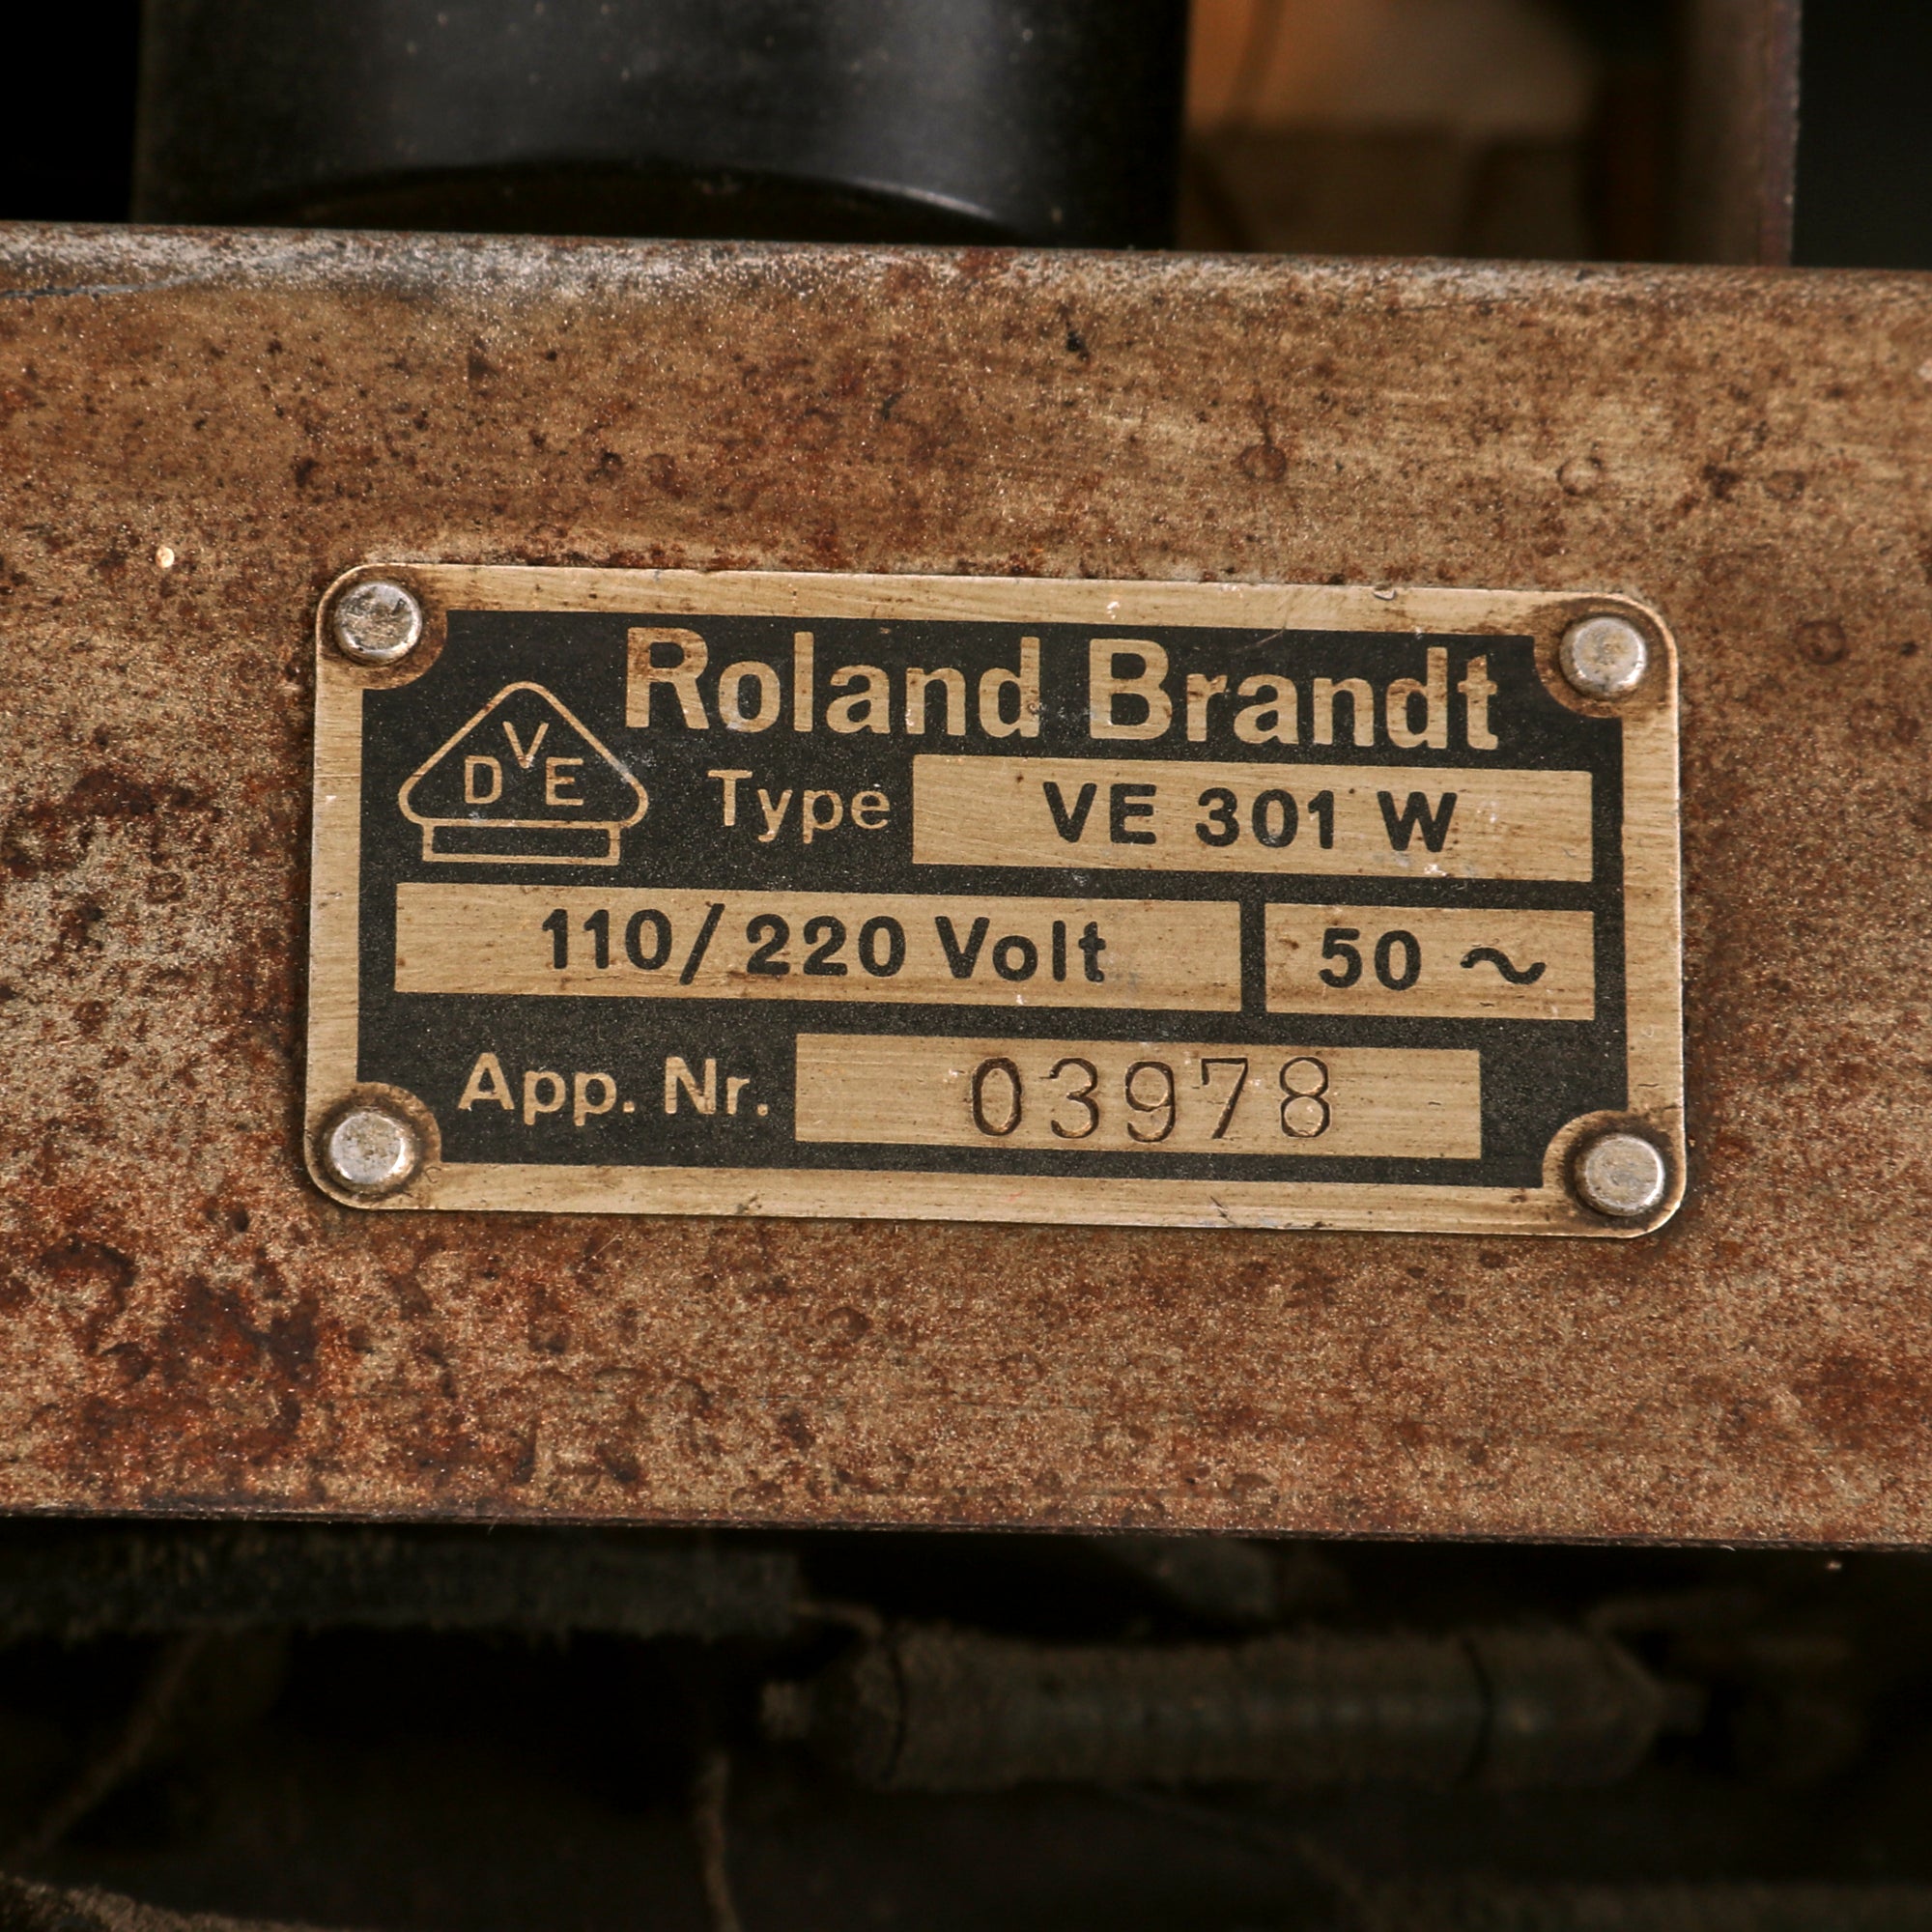 Roland Brandt
DVE
Type VE 301 W
110/220 Volt 50 ~
App. Nr. 03978